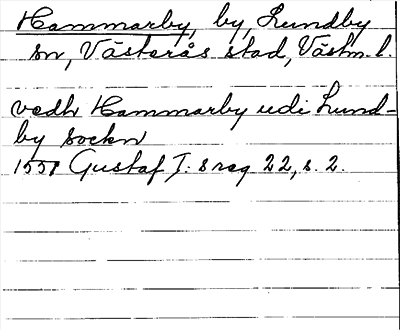 Hammarby, by, Lundby
sn, Västerås stad, Västm. l.
vedh Hammarby udi Lund-
by sockn
1551 Gustaf I:s reg 22, s. 2.